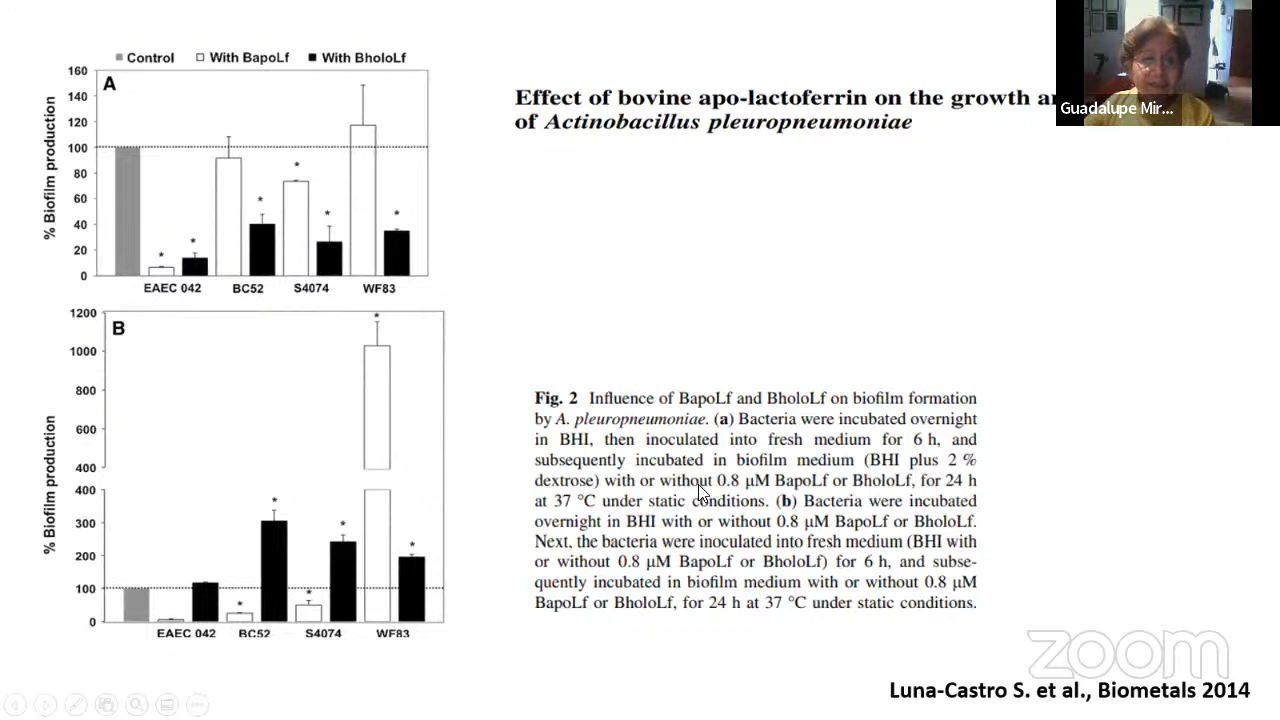 Control With BapoLf With BholoLf
A
% Biofilm production
160
140
120
100
80
60
40
20
0
* * * * * *
EAEC 042 BC52 S4074 WF83
B
% Biofilm production
1200
1000
800
600
400
400
300
200
100
0
* * * * * *
EAEC 042 BC52 S4074 WF83
Effect of bovine apo-lactoferrin on the growth
of Actinobacillus pleuropneumoniae
Guadalupe Mir...
Fig. 2 Influence of BapoLf and BholoLf on biofilm formation
by A. pleuropneumoniae. (a) Bacteria were incubated overnight
in BHI, then inoculated into fresh medium for 6 h, and
subsequently incubated in biofilm medium (BHI plus 2 %
dextrose) with or without 0.8 µM BapoLf or BholoLf, for 24 h
at 37 °C under static conditions. (b) Bacteria were incubated
overnight in BHI with or without 0.8 µM BapoLf or BholoLf.
Next, the bacteria were inoculated into fresh medium (BHI with
or without 0.8 µM BapoLf or BholoLf) for 6 h, and subse-
quently incubated in biofilm medium with or without 0.8 µM
BapoLf or BholoLf, for 24 h at 37 °C under static conditions.
zoom
Luna-Castro S. et al., Biometals 2014